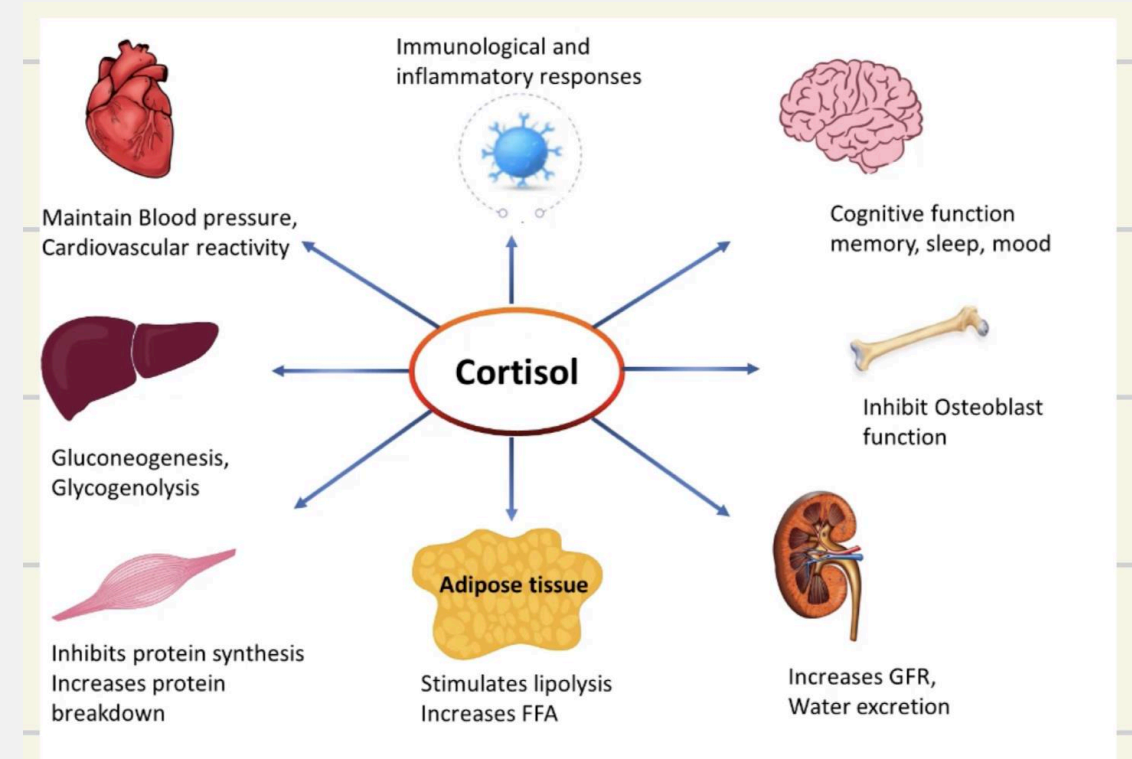 Immunological and
inflammatory responses
Maintain Blood pressure,
Cardiovascular reactivity
Cognitive function
memory, sleep, mood
Cortisol
Gluconeogenesis,
Glycogenolysis
Inhibit Osteoblast
function
Inhibits protein synthesis
Increases protein
breakdown
Adipose tissue
Stimulates lipolysis
Increases FFA
Increases GFR,
Water excretion